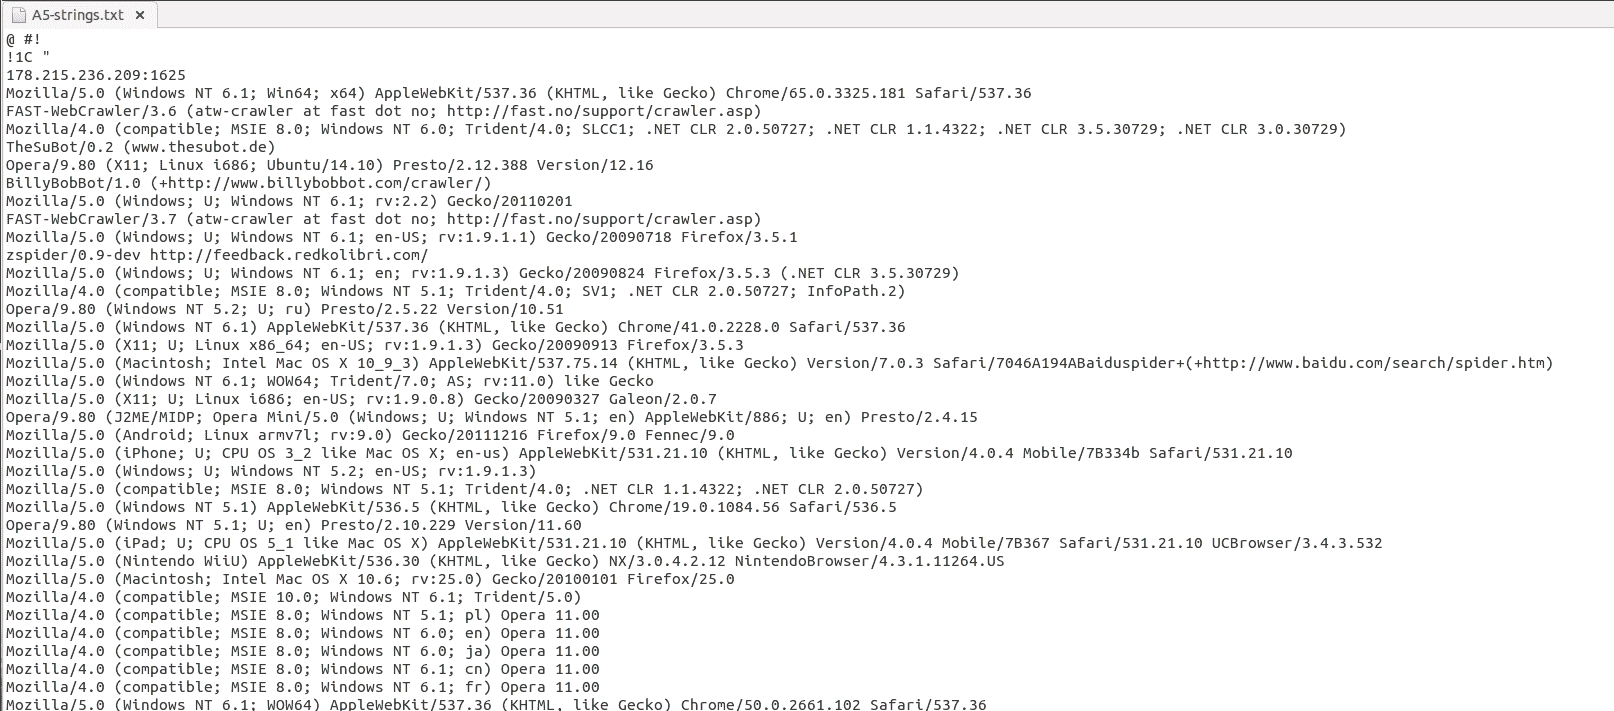 A5-strings.txt ×
@ #!
!1C "
178.215.236.209:1625
Mozilla/5.0 (Windows NT 6.1; Win64; x64) AppleWebKit/537.36 (KHTML, like Gecko) Chrome/65.0.3325.181 Safari/537.36
FAST-WebCrawler/3.6 (atw-crawler at fast dot no; http://fast.no/support/crawler.asp)
Mozilla/4.0 (compatible; MSIE 8.0; Windows NT 6.0; Trident/4.0; SLCC1; .NET CLR 2.0.50727; .NET CLR 1.1.4322; .NET CLR 3.5.30729; .NET CLR 3.0.30729)
TheSuBot/0.2 (www.thesubot.de)
Opera/9.80 (X11; Linux i686; Ubuntu/14.10) Presto/2.12.388 Version/12.16
BillyBobBot/1.0 (+http://www.billybobbot.com/crawler/)
Mozilla/5.0 (Windows; U; Windows NT 6.1; rv:2.2) Gecko/20110201
FAST-WebCrawler/3.7 (atw-crawler at fast dot no; http://fast.no/support/crawler.asp)
Mozilla/5.0 (Windows; U; Windows NT 6.1; en-US; rv:1.9.1.1) Gecko/20090718 Firefox/3.5.1
zspider/0.9-dev http://feedback.redkolibri.com/
Mozilla/5.0 (Windows; U; Windows NT 6.1; en; rv:1.9.1.3) Gecko/20090824 Firefox/3.5.3 (.NET CLR 3.5.30729)
Mozilla/4.0 (compatible; MSIE 8.0; Windows NT 5.1; Trident/4.0; SV1; .NET CLR 2.0.50727; InfoPath.2)
Opera/9.80 (Windows NT 5.2; U; ru) Presto/2.5.22 Version/10.51
Mozilla/5.0 (Windows NT 6.1) AppleWebKit/537.36 (KHTML, like Gecko) Chrome/41.0.2228.0 Safari/537.36
Mozilla/5.0 (X11; U; Linux x86_64; en-US; rv:1.9.1.3) Gecko/20090913 Firefox/3.5.3
Mozilla/5.0 (Macintosh; Intel Mac OS X 10_9_3) AppleWebKit/537.75.14 (KHTML, like Gecko) Version/7.0.3 Safari/7046A194ABaiduspider+(+http://www.baidu.com/search/spider.htm)
Mozilla/5.0 (Windows NT 6.1; WOW64; Trident/7.0; AS; rv:11.0) like Gecko
Mozilla/5.0 (X11; U; Linux i686; en-US; rv:1.9.0.8) Gecko/20090327 Galeon/2.0.7
Opera/9.80 (J2ME/MIDP; Opera Mini/5.0 (Windows; U; Windows NT 5.1; en) AppleWebKit/886; U; en) Presto/2.4.15
Mozilla/5.0 (Android; Linux armv7l; rv:9.0) Gecko/20111216 Firefox/9.0 Fennec/9.0
Mozilla/5.0 (iPhone; U; CPU OS 3_2 like Mac OS X; en-us) AppleWebKit/531.21.10 (KHTML, like Gecko) Version/4.0.4 Mobile/7B334b Safari/531.21.10
Mozilla/5.0 (Windows; U; Windows NT 5.2; en-US; rv:1.9.1.3)
Mozilla/5.0 (compatible; MSIE 8.0; Windows NT 5.1; Trident/4.0; .NET CLR 1.1.4322; .NET CLR 2.0.50727)
Mozilla/5.0 (Windows NT 5.1) AppleWebKit/536.5 (KHTML, like Gecko) Chrome/19.0.1084.56 Safari/536.5
Opera/9.80 (Windows NT 5.1; U; en) Presto/2.10.229 Version/11.60
Mozilla/5.0 (iPad; U; CPU OS 5_1 like Mac OS X) AppleWebKit/531.21.10 (KHTML, like Gecko) Version/4.0.4 Mobile/7B367 Safari/531.21.10 UCBrowser/3.4.3.532
Mozilla/5.0 (Nintendo WiiU) AppleWebKit/536.30 (KHTML, like Gecko) NX/3.0.4.2.12 NintendoBrowser/4.3.1.11264.US
Mozilla/5.0 (Macintosh; Intel Mac OS X 10.6; rv:25.0) Gecko/20100101 Firefox/25.0
Mozilla/4.0 (compatible; MSIE 10.0; Windows NT 6.1; Trident/5.0)
Mozilla/4.0 (compatible; MSIE 8.0; Windows NT 5.1; pl) Opera 11.00
Mozilla/4.0 (compatible; MSIE 8.0; Windows NT 6.0; en) Opera 11.00
Mozilla/4.0 (compatible; MSIE 8.0; Windows NT 6.0; ja) Opera 11.00
Mozilla/4.0 (compatible; MSIE 8.0; Windows NT 6.1; cn) Opera 11.00
Mozilla/4.0 (compatible; MSIE 8.0; Windows NT 6.1; fr) Opera 11.00
Mozilla/5.0 (Windows NT 6.1; WOW64) AppleWebKit/537.36 (KHTML, like Gecko) Chrome/50.0.2661.102 Safari/537.36